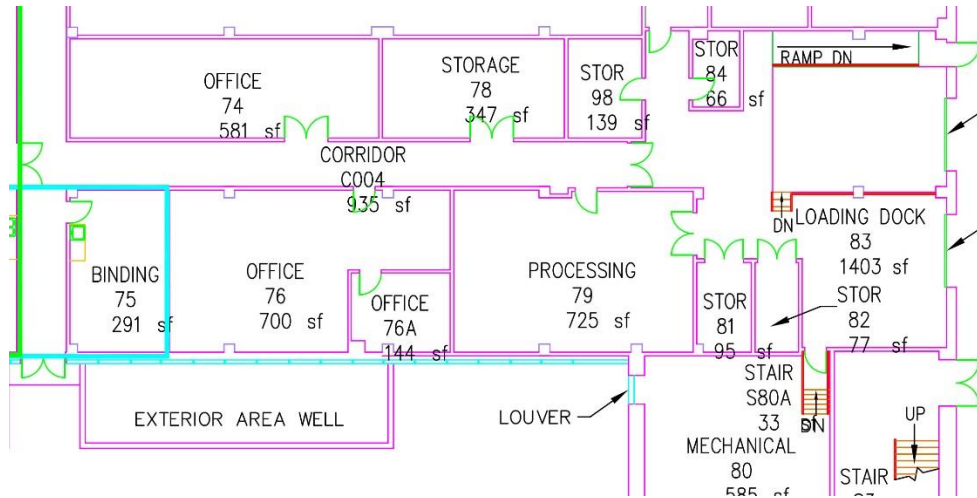 OFFICE
74
581 sf
STORAGE
78
347 sf
STOR
98
139 sf
STOR
84
66 sf
RAMP DN
CORRIDOR
C004
935 sf
DN
LOADING DOCK
83
1403 sf
BINDING
75
291 sf
OFFICE
76
700 sf
OFFICE
76A
144 sf
PROCESSING
79
725 sf
STOR
81
95 sf
STOR
82
77 sf
EXTERIOR AREA WELL
LOUVER
STAIR
S80A
33 sf
DN
MECHANICAL
80
585 sf
UP
STAIR